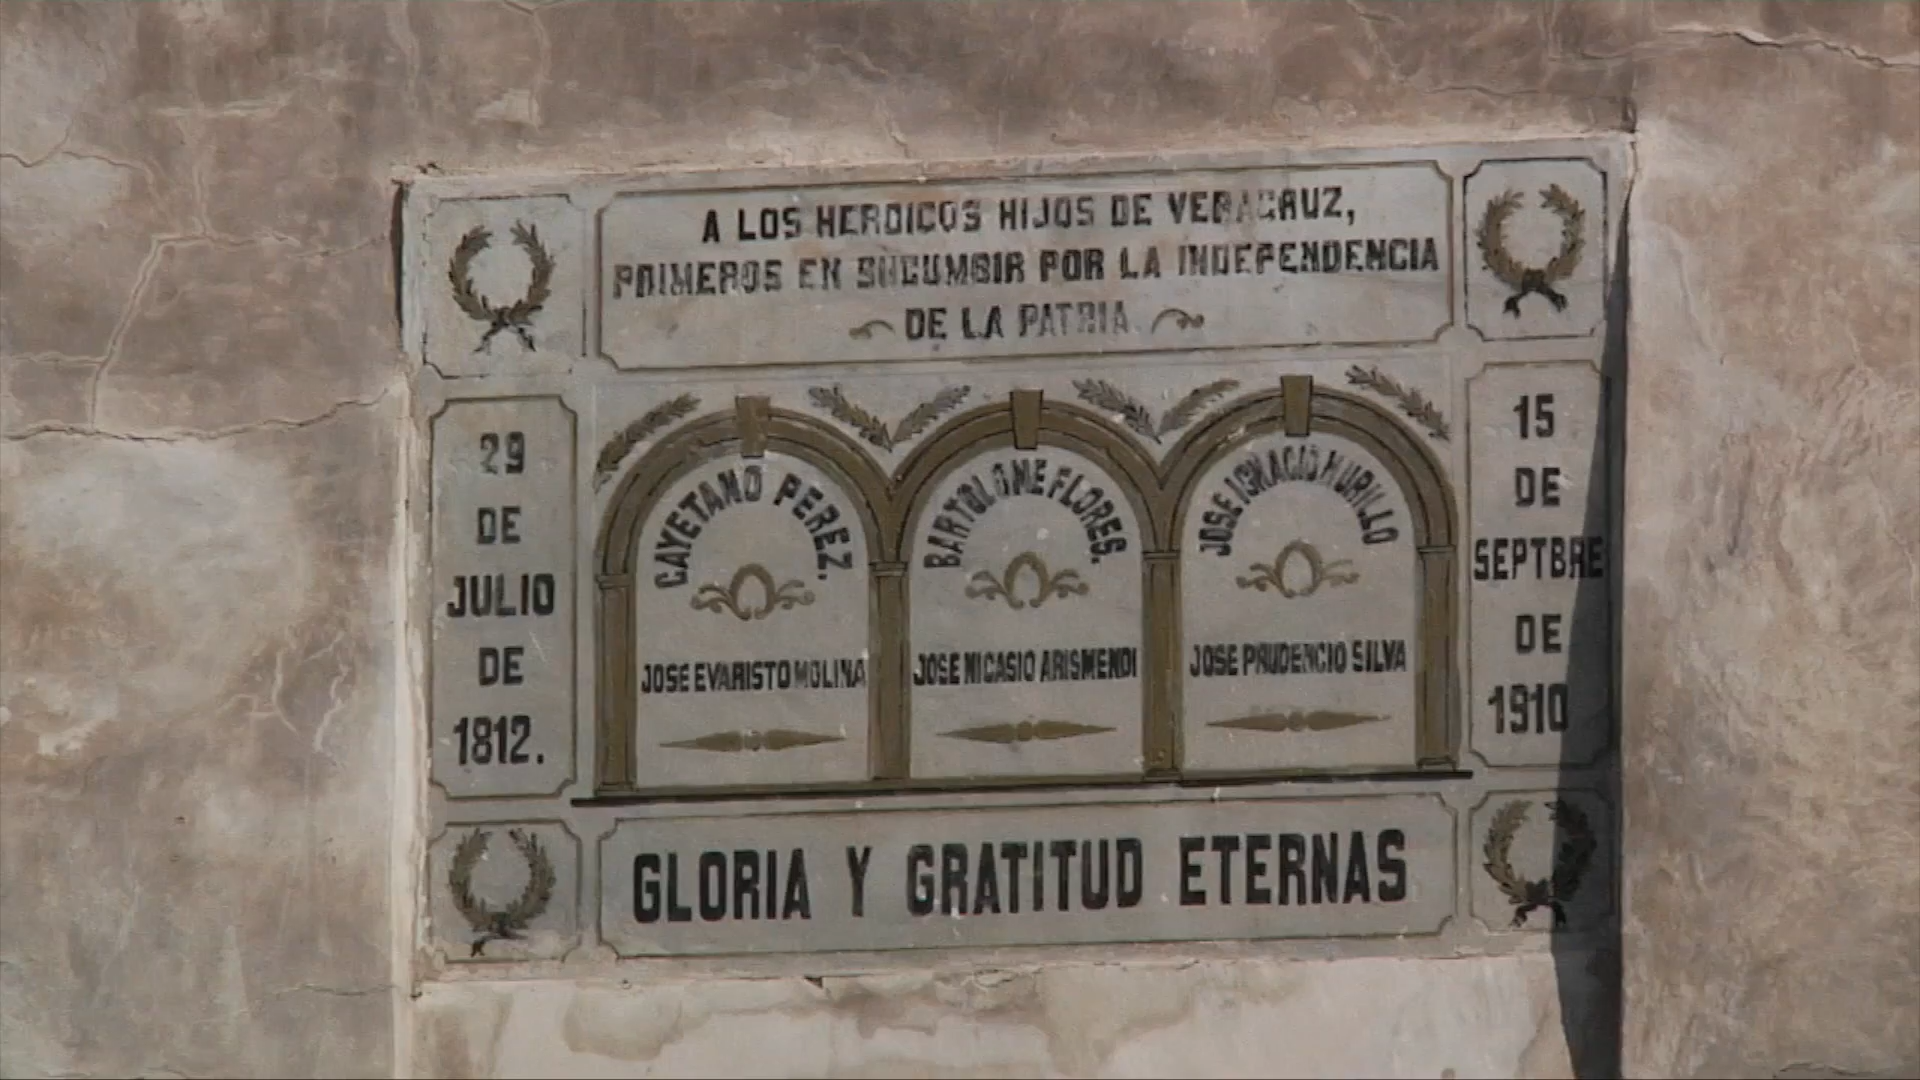 A LOS HEROICOS HIJOS DE VERACRUZ,
PRIMEROS EN SUCUMBIR POR LA INDEPENDENCIA
DE LA PATRIA
29
DE
JULIO
DE
1812.
CAYETANO PEREZ.
JOSE EVARISTO MOLINA
BARTOLOME FLORES.
JOSE NICASIO ARISMENDI
JOSE IGNACIO MURILLO
JOSE PRUDENCIO SILVA
15
DE
SEPTBRE
DE
1910
GLORIA Y GRATITUD ETERNAS